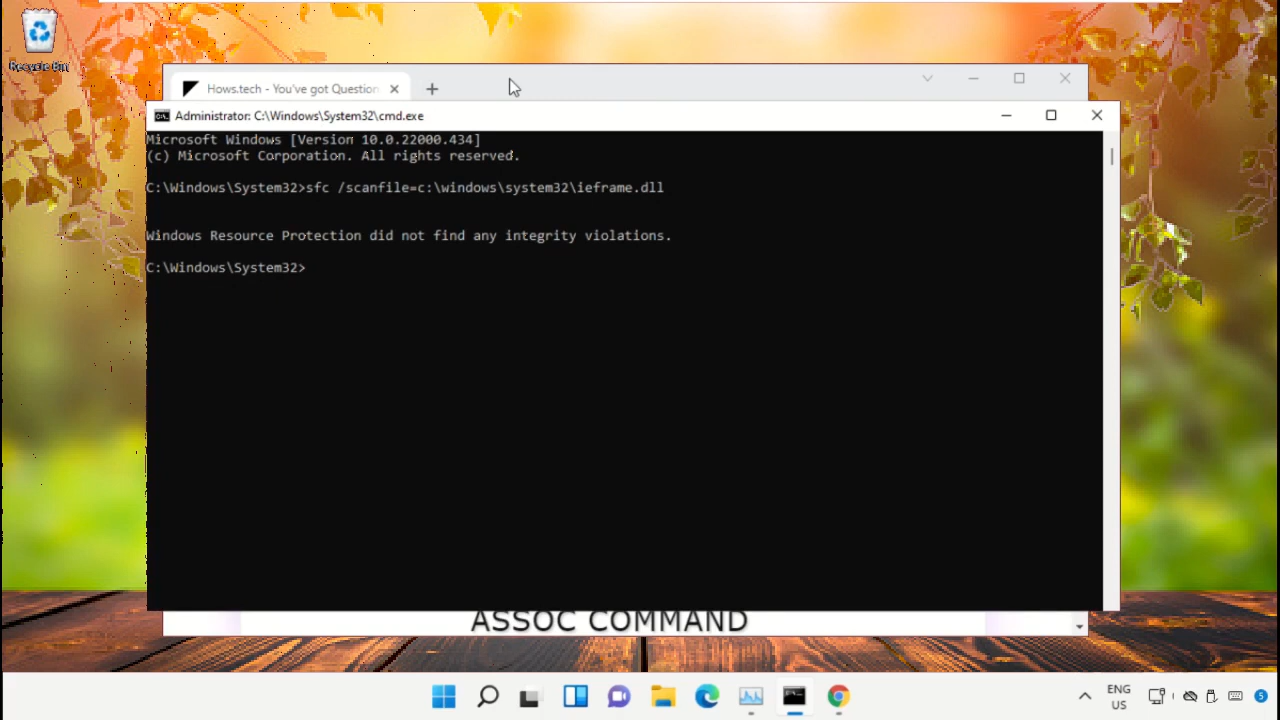 Recycle Bin
Hows.tech - You've got Question
Administrator: C:\Windows\System32\cmd.exe
Microsoft Windows [Version 10.0.22000.434]
(c) Microsoft Corporation. All rights reserved.
C:\Windows\System32>sfc /scanfile=c:\windows\system32\ieframe.dll
Windows Resource Protection did not find any integrity violations.
C:\Windows\System32>
ASSOC COMMAND
ENG
US
5